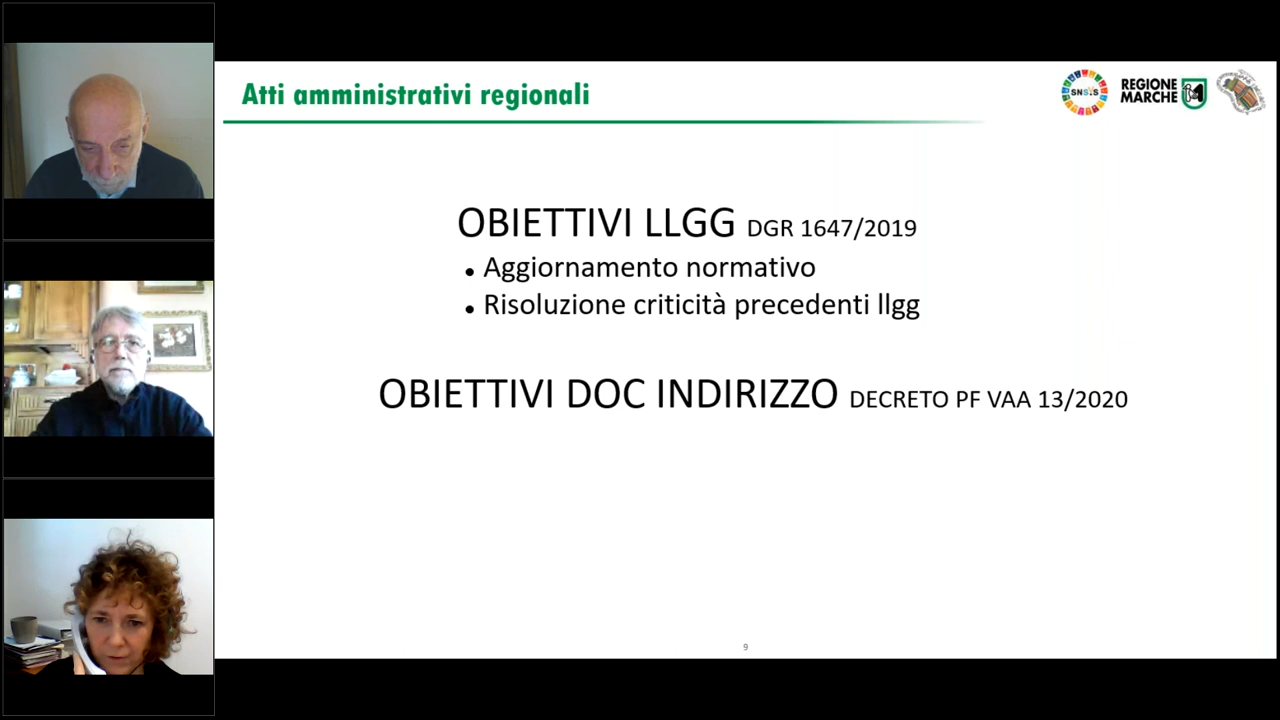 Atti amministrativi regionali
SNSvS
REGIONE
MARCHE
OBIETTIVI LLGG DGR 1647/2019
• Aggiornamento normativo
• Risoluzione criticità precedenti llgg
OBIETTIVI DOC INDIRIZZO DECRETO PF VAA 13/2020
9